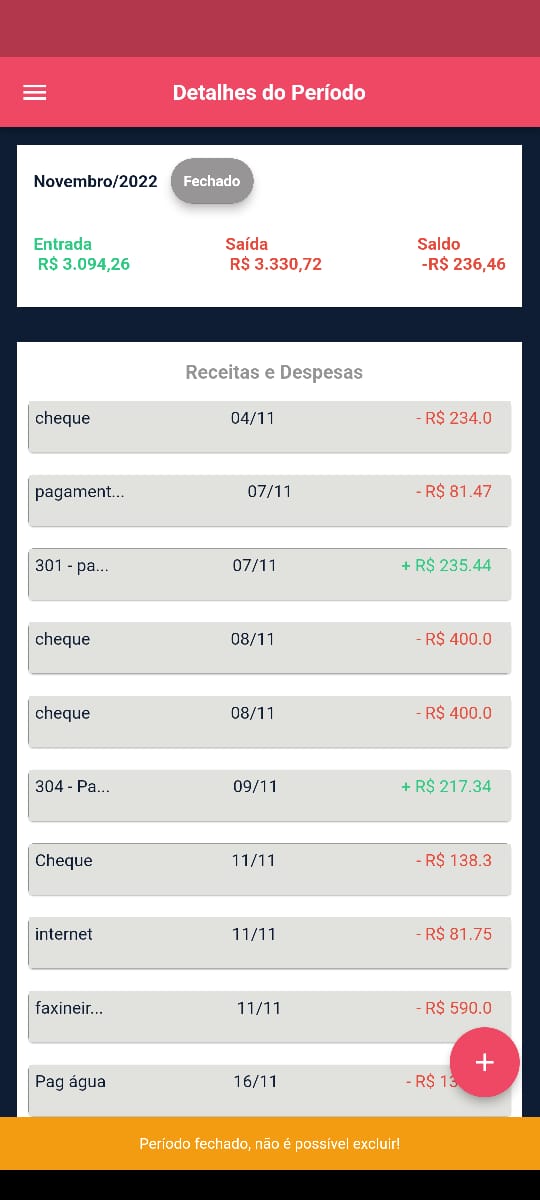 Detalhes do Período
Novembro/2022 Fechado
Entrada Saída Saldo
R$ 3.094,26 R$ 3.330,72 -R$ 236,46
Receitas e Despesas
cheque 04/11 - R$ 234.0
pagament... 07/11 - R$ 81.47
301 - pa... 07/11 + R$ 235.44
cheque 08/11 - R$ 400.0
cheque 08/11 - R$ 400.0
304 - Pa... 09/11 + R$ 217.34
Cheque 11/11 - R$ 138.3
internet 11/11 - R$ 81.75
faxineir... 11/11 - R$ 590.0
Pag água 16/11 - R$
Período fechado, não é possível excluir!